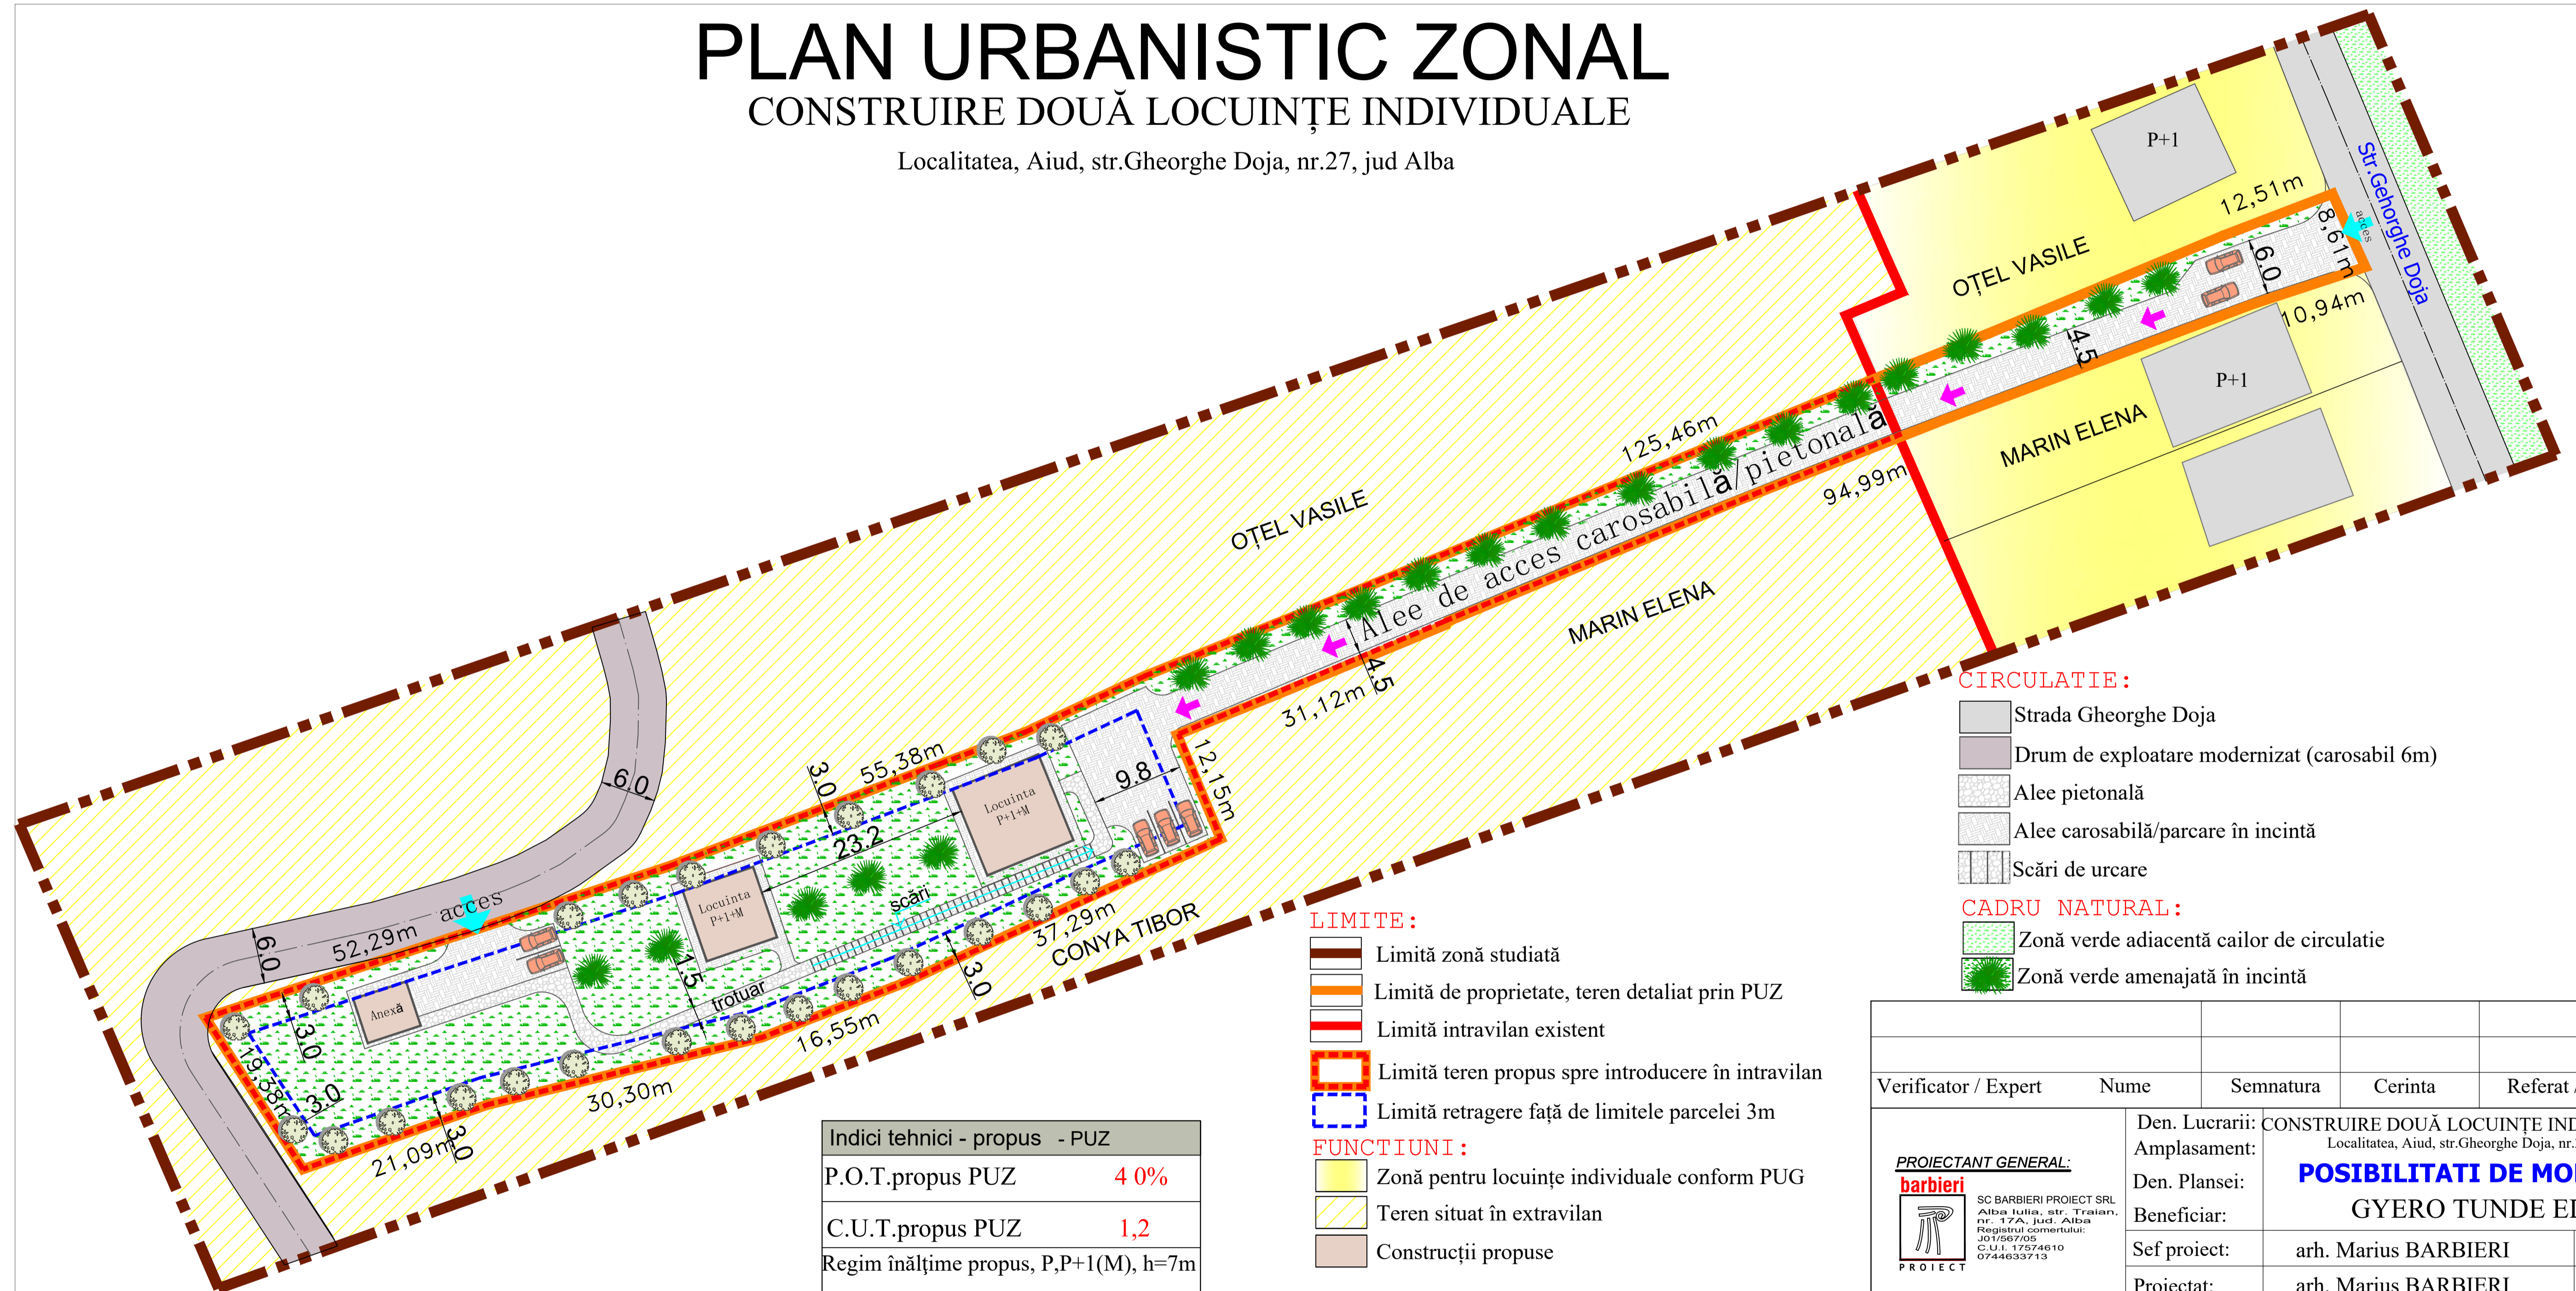 PLAN URBANISTIC ZONAL
CONSTRUIRE DOUĂ LOCUINȚE INDIVIDUALE
Localitatea, Aiud, str.Gheorghe Doja, nr.27, jud Alba
P+1
Str.Gehorghe Doja
12,51m
acces
8,61m
6.0
OȚEL VASILE
10,94m
4.5
P+1
MARIN ELENA
125,46m
94,99m
Alee de acces carosabilă/pietonală
OȚEL VASILE
MARIN ELENA
4.5
31,12m
12,15m
9.8
55,38m
3.0
Locuinta
P+1+M
23.2
6.0
Locuinta
P+1+M
scări
37,29m
CONYA TIBOR
3.0
acces
52,29m
6.0
1.5
trotuar
16,55m
Anexă
3.0
19,38m
3.0
30,30m
21,09m
3.0
CIRCULATIE:
Strada Gheorghe Doja
Drum de exploatare modernizat (carosabil 6m)
Alee pietonală
Alee carosabilă/parcare în incintă
Scări de urcare
CADRU NATURAL:
Zonă verde adiacentă cailor de circulatie
Zonă verde amenajată în incintă
LIMITE:
Limită zonă studiată
Limită de proprietate, teren detaliat prin PUZ
Limită intravilan existent
Limită teren propus spre introducere în intravilan
Limită retragere față de limitele parcelei 3m
FUNCTIUNI:
Zonă pentru locuințe individuale conform PUG
Teren situat în extravilan
Construcții propuse
Indici tehnici - propus - PUZ
P.O.T.propus PUZ 4 0%
C.U.T.propus PUZ 1,2
Regim înălţime propus, P,P+1(M), h=7m
Verificator / Expert Nume Semnatura Cerinta Referat /
PROIECTANT GENERAL:
barbieri
PROIECT
SC BARBIERI PROIECT SRL
Alba Iulia, str. Traian,
nr. 17A, jud. Alba
Registrul comertului:
J01/567/05
C.U.I. 17574610
0744633713
Den. Lucrarii: CONSTRUIRE DOUĂ LOCUINȚE IND
Amplasament: Localitatea, Aiud, str.Gheorghe Doja, nr.
Den. Plansei: POSIBILITATI DE MO
Beneficiar: GYERO TUNDE E
Sef proiect: arh. Marius BARBIERI
Proiectat: arh. Marius BARBIERI